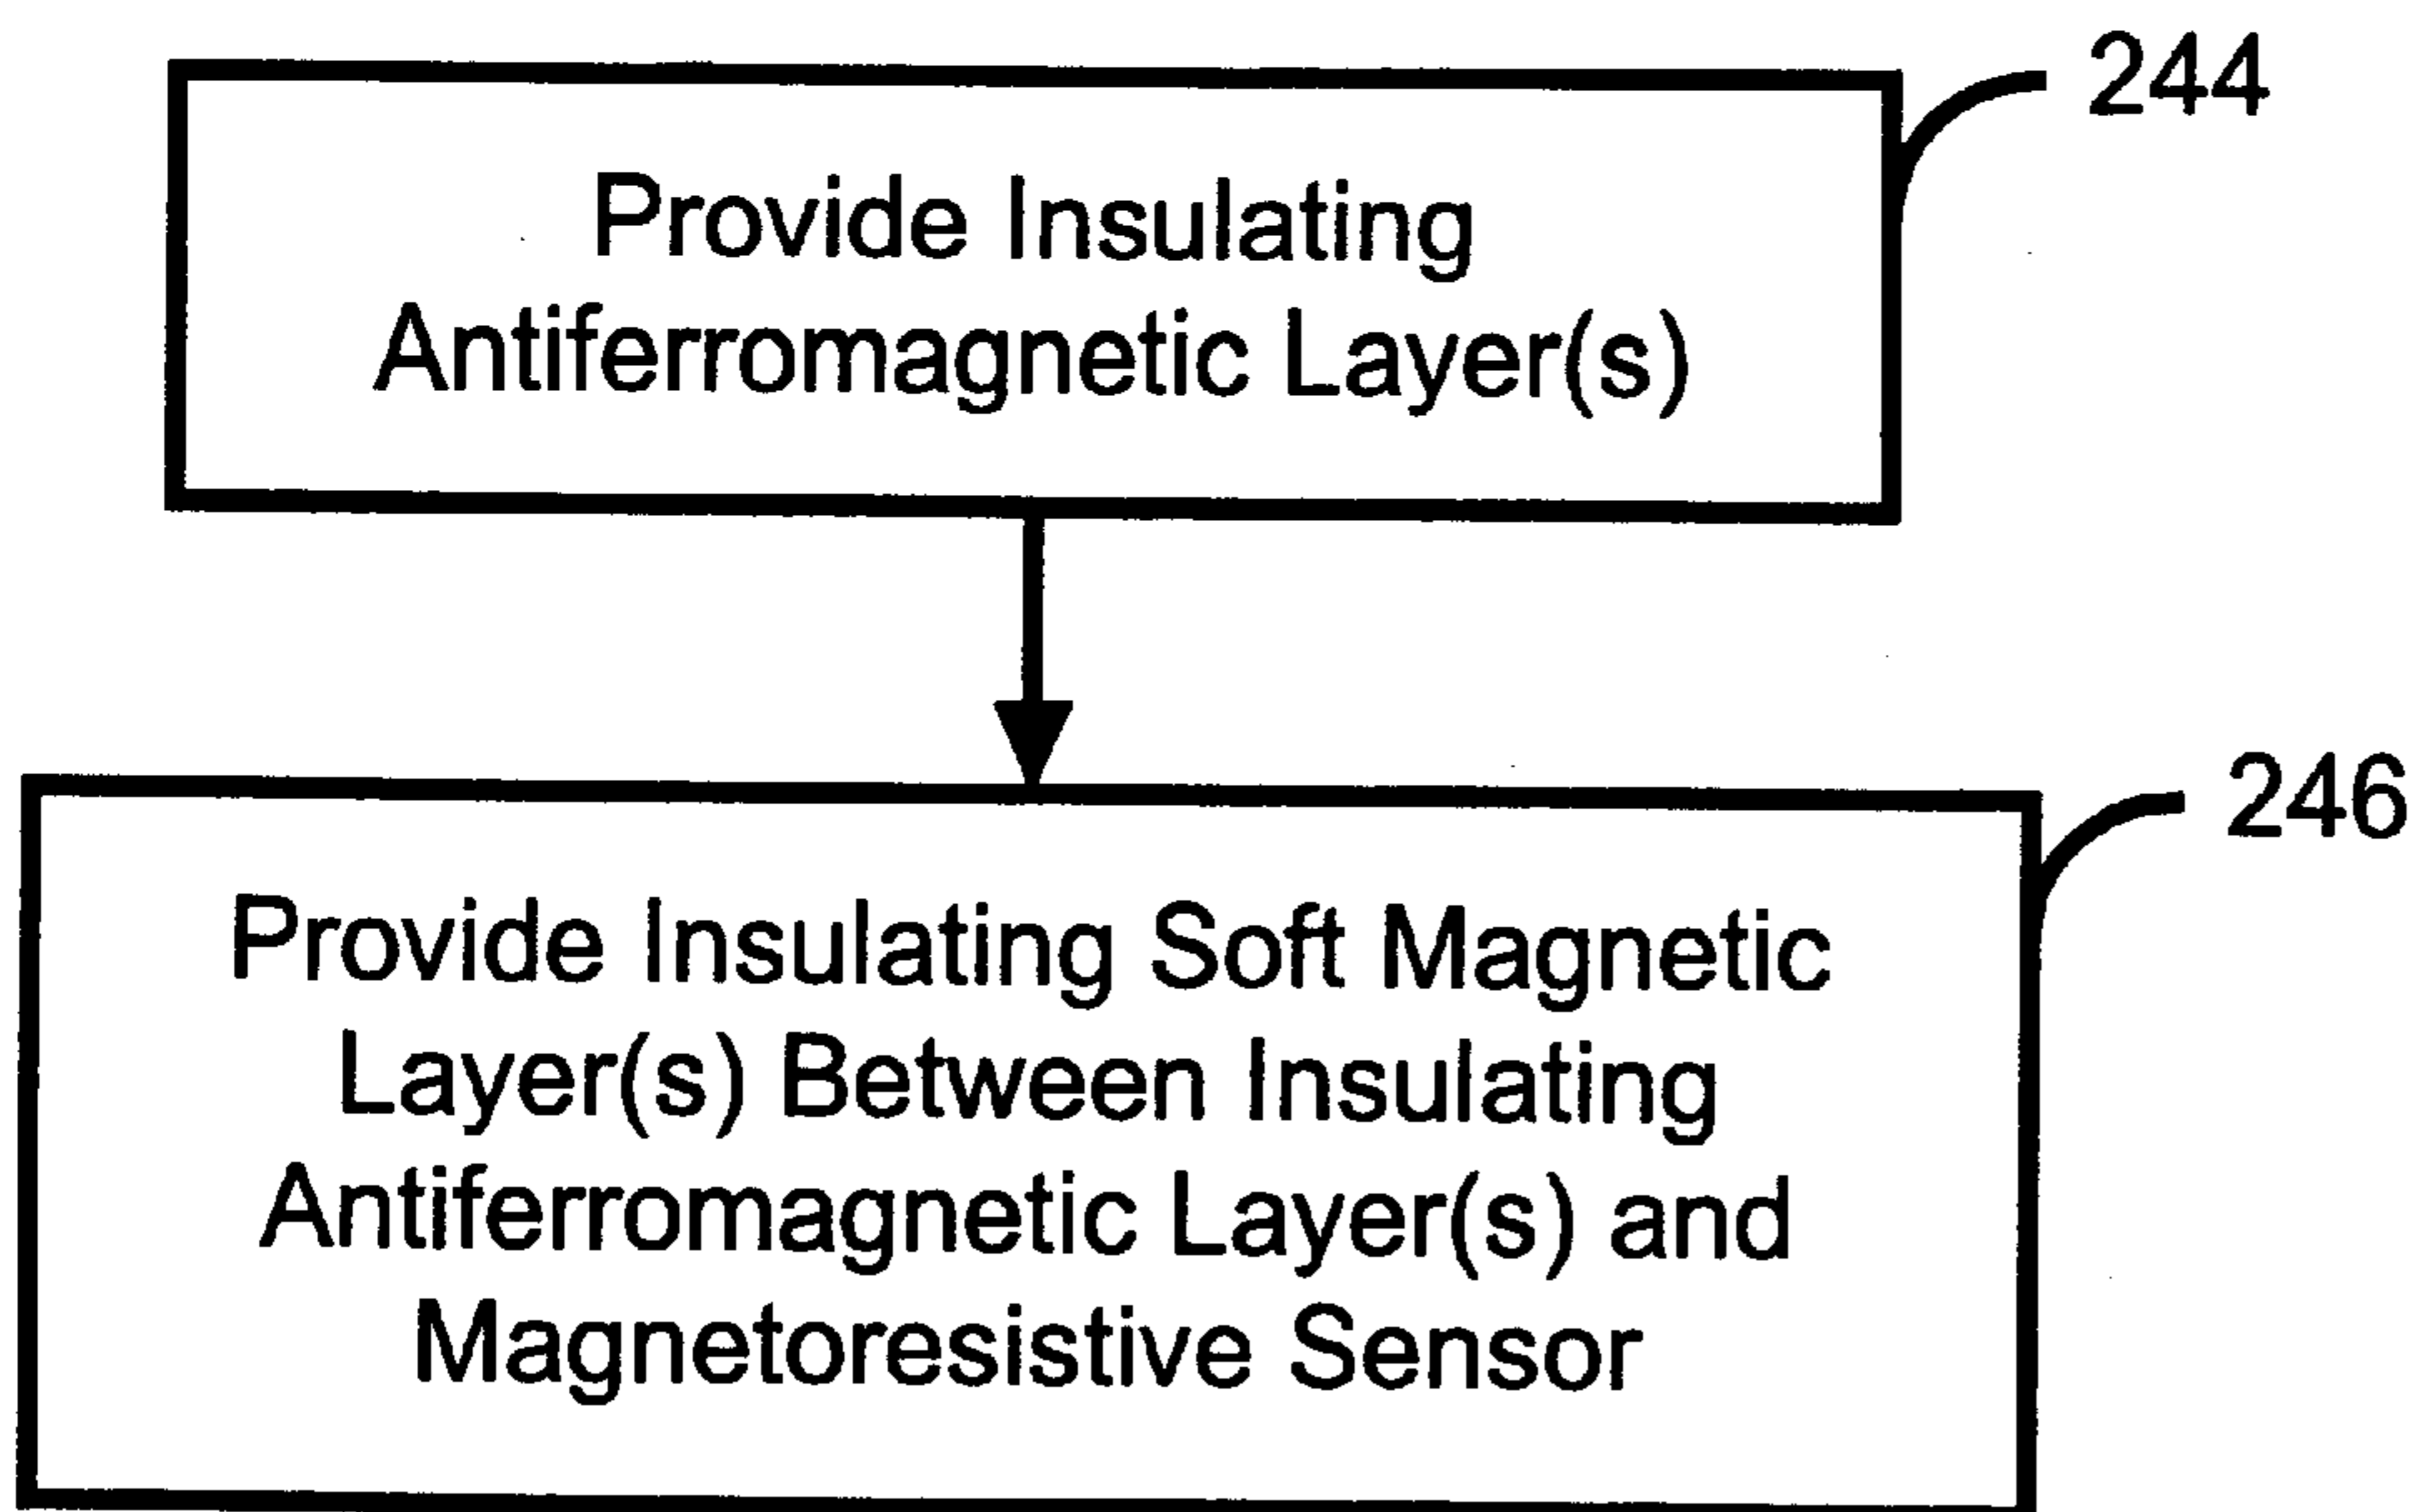 244
Provide Insulating
Antiferromagnetic Layer(s)
246
Provide Insulating Soft Magnetic
Layer(s) Between Insulating
Antiferromagnetic Layer(s) and
Magnetoresistive Sensor